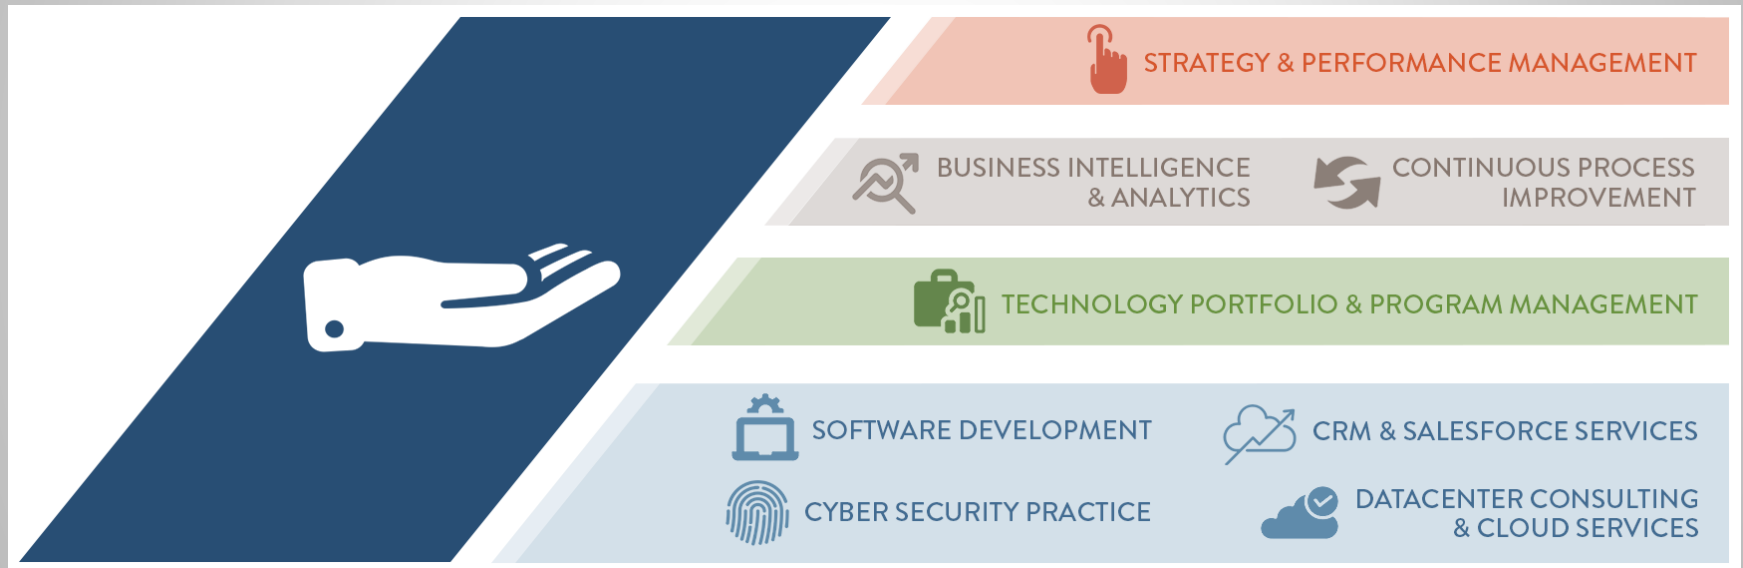 STRATEGY & PERFORMANCE MANAGEMENT
BUSINESS INTELLIGENCE
& ANALYTICS
CONTINUOUS PROCESS
IMPROVEMENT
TECHNOLOGY PORTFOLIO & PROGRAM MANAGEMENT
SOFTWARE DEVELOPMENT
CRM & SALESFORCE SERVICES
CYBER SECURITY PRACTICE
DATACENTER CONSULTING
& CLOUD SERVICES